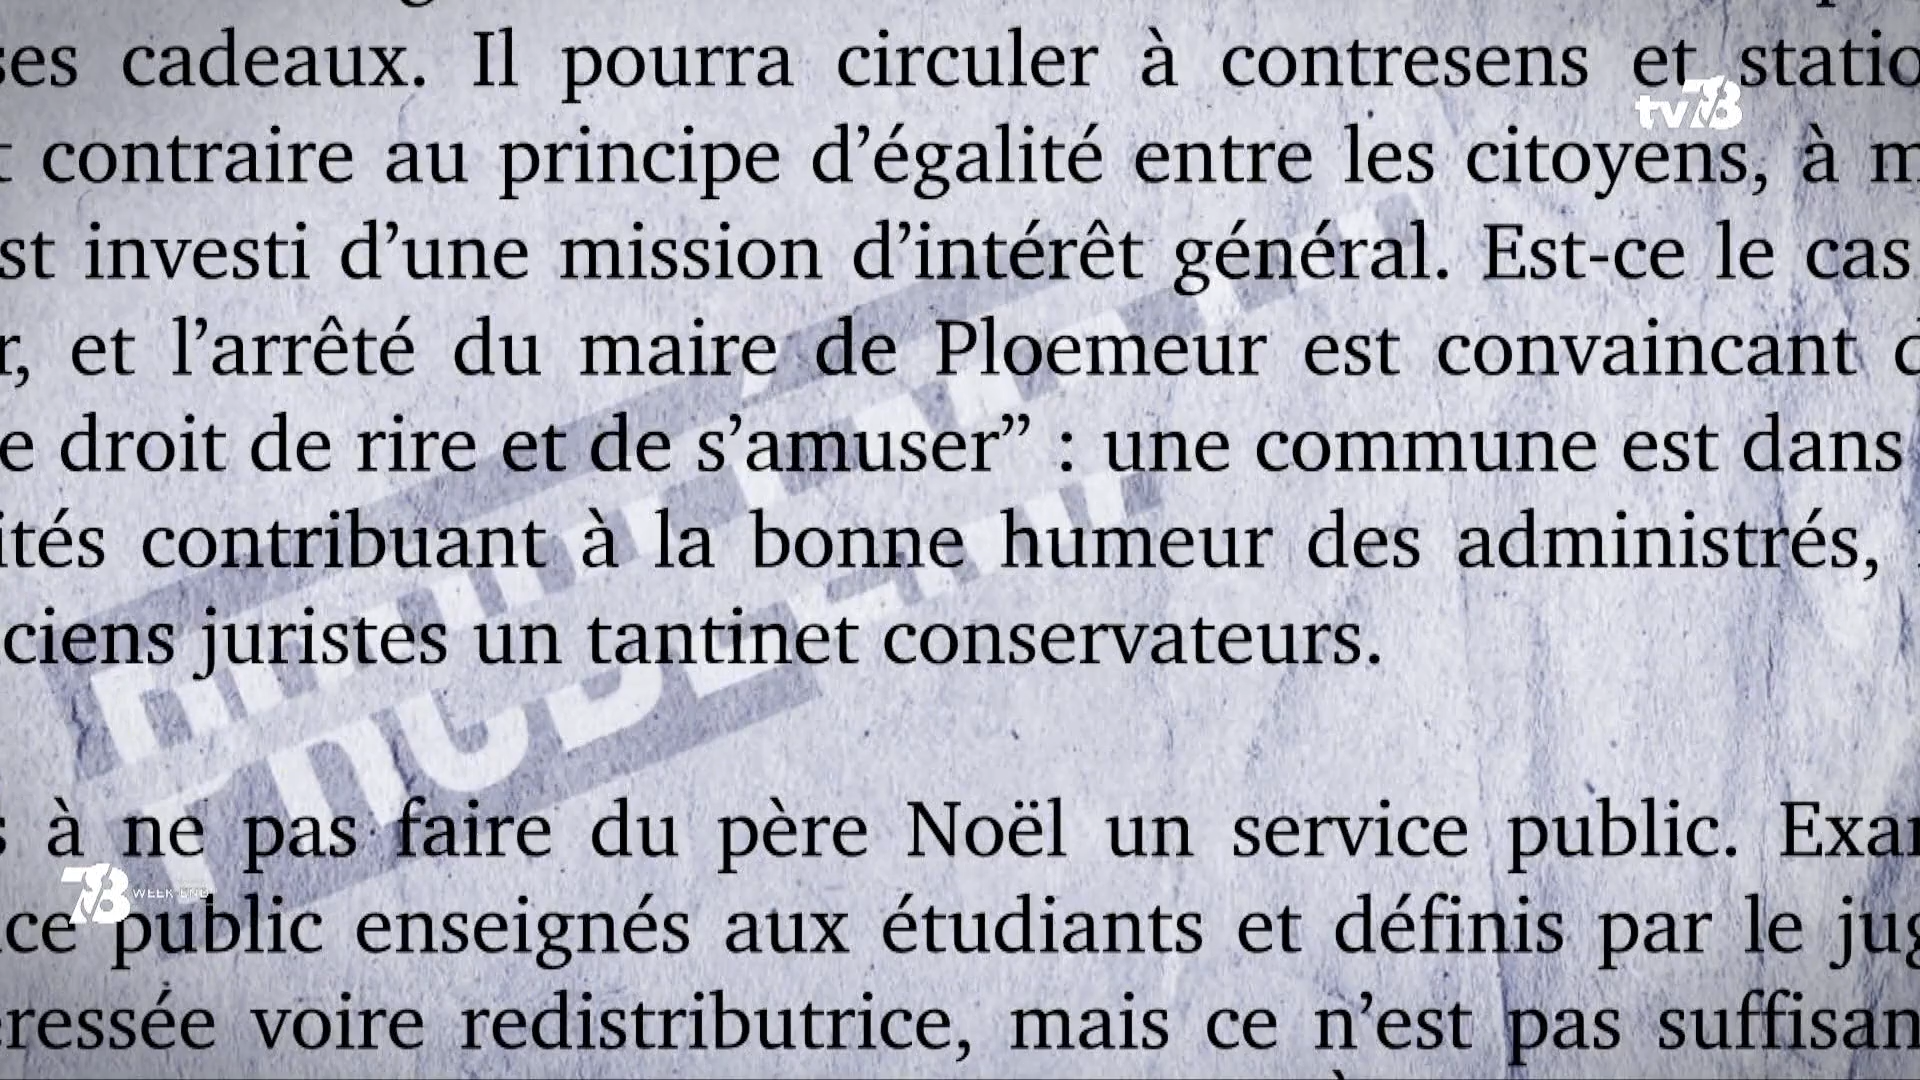 ses cadeaux. Il pourra circuler à contresens et statio
tv78
t contraire au principe d'égalité entre les citoyens, à m
st investi d'une mission d'intérêt général. Est-ce le cas
r, et l'arrêté du maire de Ploemeur est convaincant d
e droit de rire et de s'amuser” : une commune est dans
ités contribuant à la bonne humeur des administrés,
ciens juristes un tantinet conservateurs.
s à ne pas faire du père Noël un service public. Exa
78 WEEK-END
ce public enseignés aux étudiants et définis par le jug
ressée voire redistributrice, mais ce n'est pas suffisan